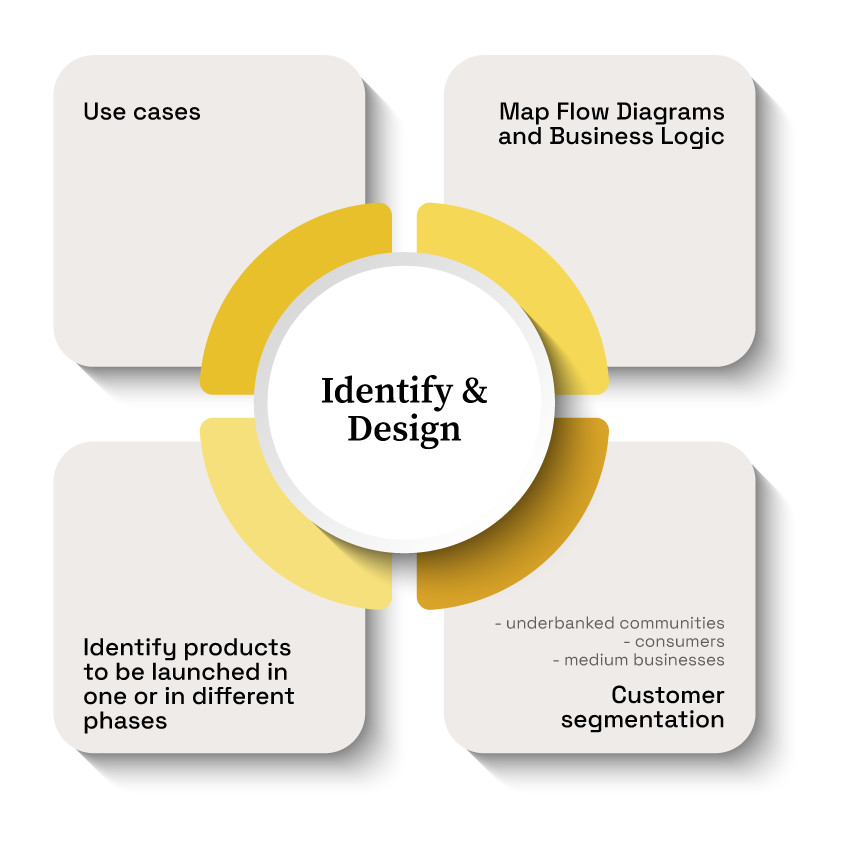 Use cases
Map Flow Diagrams
and Business Logic
Identify &
Design
Identify products
to be launched in
one or in different
phases
- underbanked communities
- consumers
- medium businesses
Customer
segmentation